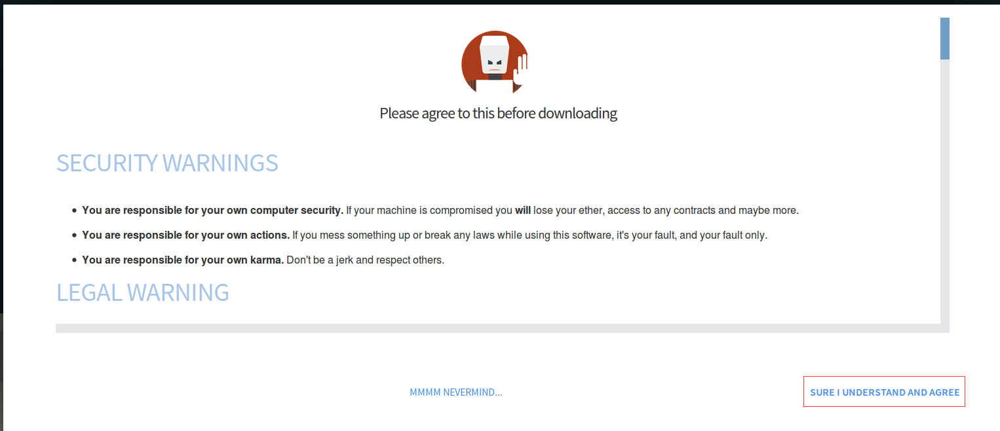 Please agree to this before downloading
SECURITY WARNINGS
You are responsible for your own computer security. If your machine is compromised you will lose your ether, access to any contracts and maybe more.
You are responsible for your own actions. If you mess something up or break any laws while using this software, it's your fault, and your fault only.
You are responsible for your own karma. Don't be a jerk and respect others.
LEGAL WARNING
MMMM NEVERMIND...
SURE I UNDERSTAND AND AGREE